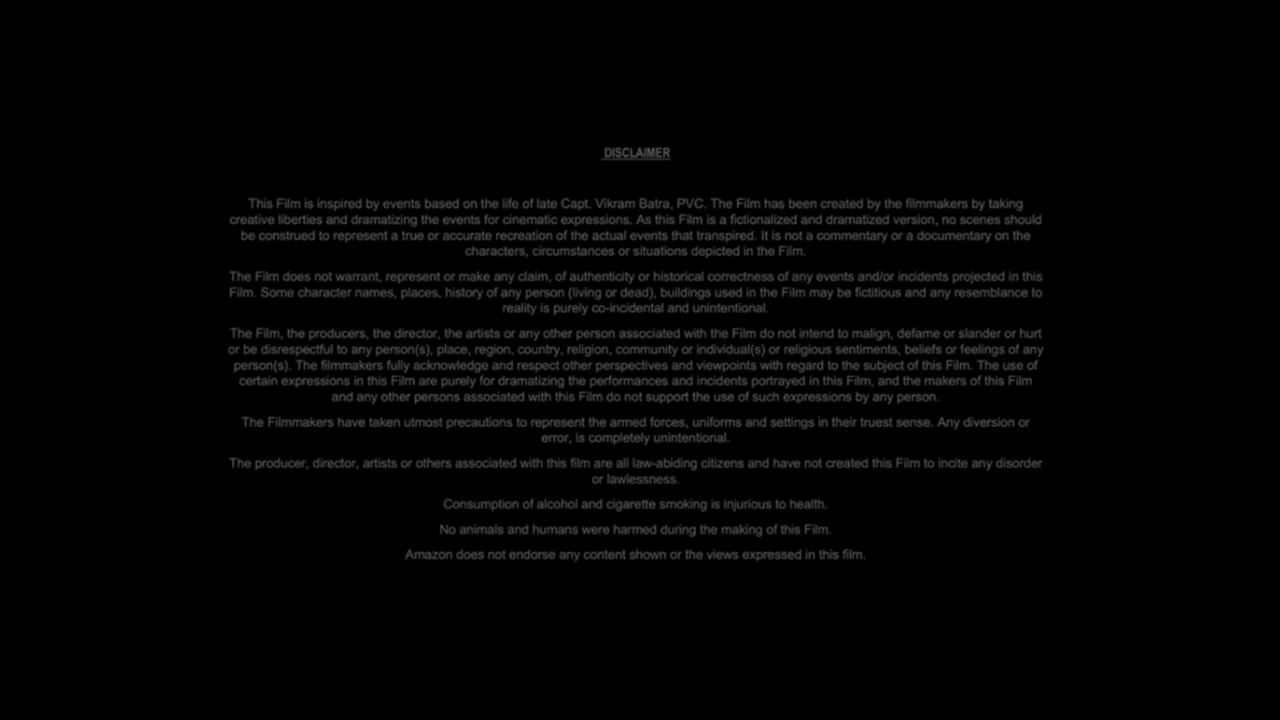 DISCLAIMER
This Film is inspired by events based on the life of late Capt. Vikram Batra, PVC. The Film has been created by the filmmakers by taking
creative liberties and dramatizing the events for cinematic expressions. As this Film is a fictionalized and dramatized version, no scenes should
be construed to represent a true or accurate recreation of the actual events that transpired. It is not a commentary or a documentary on the
characters, circumstances or situations depicted in the Film.
The Film does not warrant, represent or make any claim, of authenticity or historical correctness of any events and/or incidents projected in this
Film. Some character names, places, history of any person (living or dead), buildings used in the Film may be fictitious and any resemblance to
reality is purely co-incidental and unintentional.
The Film, the producers, the director, the artists or any other person associated with the Film do not intend to malign, defame or slander or hurt
or be disrespectful to any person(s), place, region, country, religion, community or individual(s) or religious sentiments, beliefs or feelings of any
person(s). The filmmakers fully acknowledge and respect other perspectives and viewpoints with regard to the subject of this Film. The use of
certain expressions in this Film are purely for dramatizing the performances and incidents portrayed in this Film, and the makers of this Film
and any other persons associated with this Film do not support the use of such expressions by any person.
The Filmmakers have taken utmost precautions to represent the armed forces, uniforms and settings in their truest sense. Any diversion or
error, is completely unintentional.
The producer, director, artists or others associated with this film are all law-abiding citizens and have not created this Film to incite any disorder
or lawlessness.
Consumption of alcohol and cigarette smoking is injurious to health.
No animals and humans were harmed during the making of this Film.
Amazon does not endorse any content shown or the views expressed in this film.